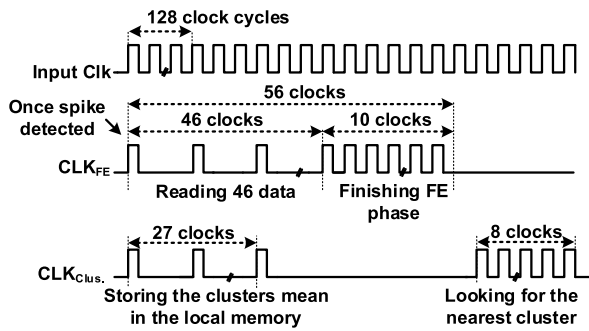 128 clock cycles
Input Clk
56 clocks
Once spike
detected
46 clocks
10 clocks
CLKFE
Reading 46 data
Finishing FE
phase
27 clocks
8 clocks
CLKClus.
Storing the clusters mean
in the local memory
Looking for the
nearest cluster